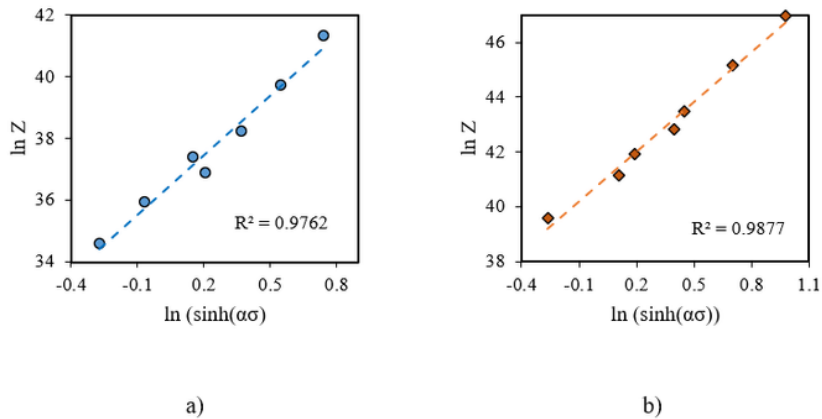 42
40
38
36
34
ln Z
R² = 0.9762
-0.4 -0.1 0.2 0.5 0.8
ln (sinh(ασ)
a)
46
44
42
40
38
ln Z
R² = 0.9877
-0.4 -0.1 0.2 0.5 0.8 1.1
ln (sinh(ασ))
b)